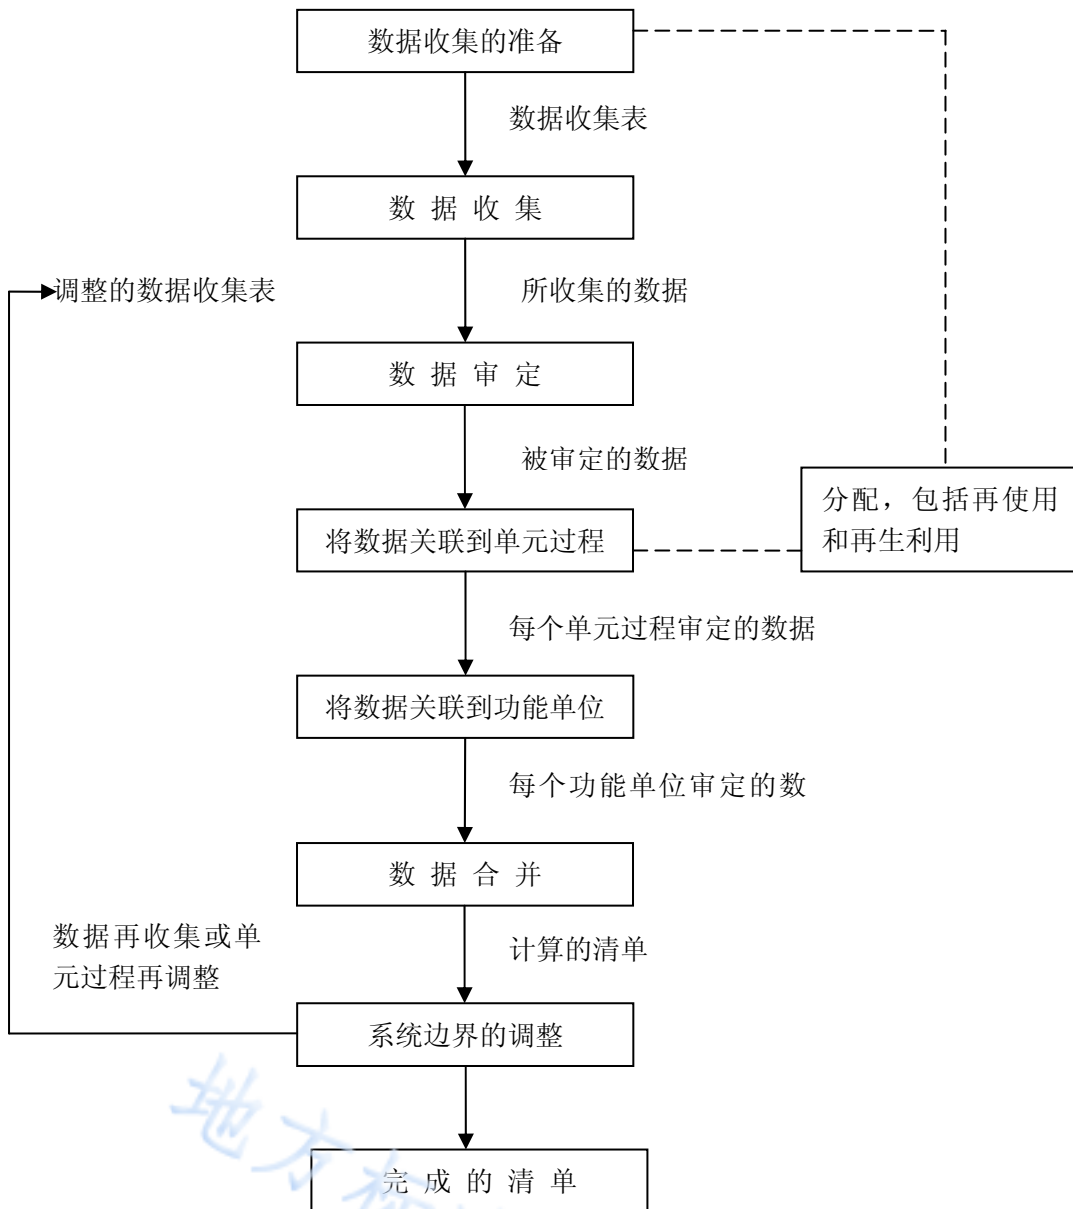 数据收集的准备
数据收集表
数 据 收 集
调整的数据收集表
所收集的数据
数 据 审 定
被审定的数据
分配，包括再使用
和再生利用
将数据关联到单元过程
每个单元过程审定的数据
将数据关联到功能单位
每个功能单位审定的数
数 据 合 并
数据再收集或单
元过程再调整
计算的清单
系统边界的调整
地方标
完 成 的 清 单